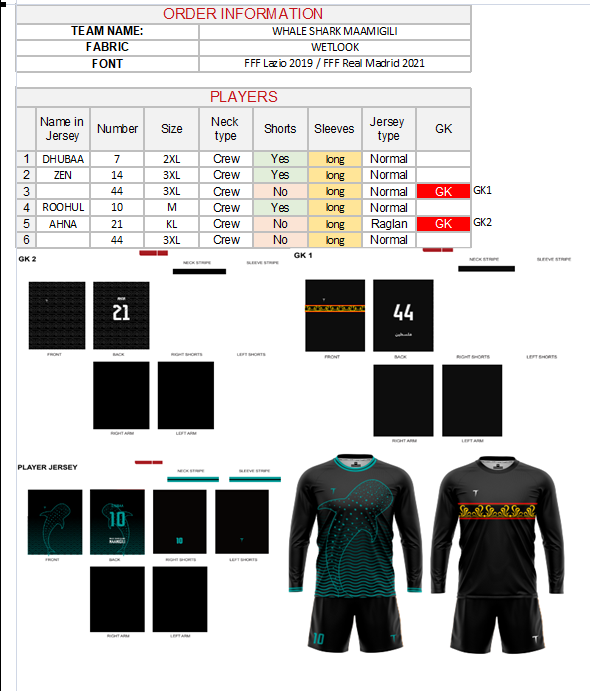 ORDER INFORMATION
TEAM NAME: WHALE SHARK MAAMIGILI
FABRIC WETLOOK
FONT FFF Lazio 2019 / FFF Real Madrid 2021
PLAYERS
Name in Jersey Number Size Neck type Shorts Sleeves Jersey type GK
1 DHUBAA 7 2XL Crew Yes long Normal
2 ZEN 14 3XL Crew Yes long Normal
3 44 3XL Crew No long Normal GK GK1
4 ROOHUL 10 M Crew Yes long Normal
5 AHNA 21 KL Crew No long Raglan GK GK2
6 44 3XL Crew No long Normal
GK 2
NECK STRIPE SLEEVE STRIPE
21
FRONT BACK RIGHT SHORTS LEFT SHORTS
RIGHT ARM LEFT ARM
GK 1
NECK STRIPE SLEEVE STRIPE
44
فلسطين
FRONT BACK RIGHT SHORTS LEFT SHORTS
RIGHT ARM LEFT ARM
PLAYER JERSEY
NECK STRIPE SLEEVE STRIPE
10
MAAMIGILI
10
FRONT BACK RIGHT SHORTS LEFT SHORTS
RIGHT ARM LEFT ARM
10